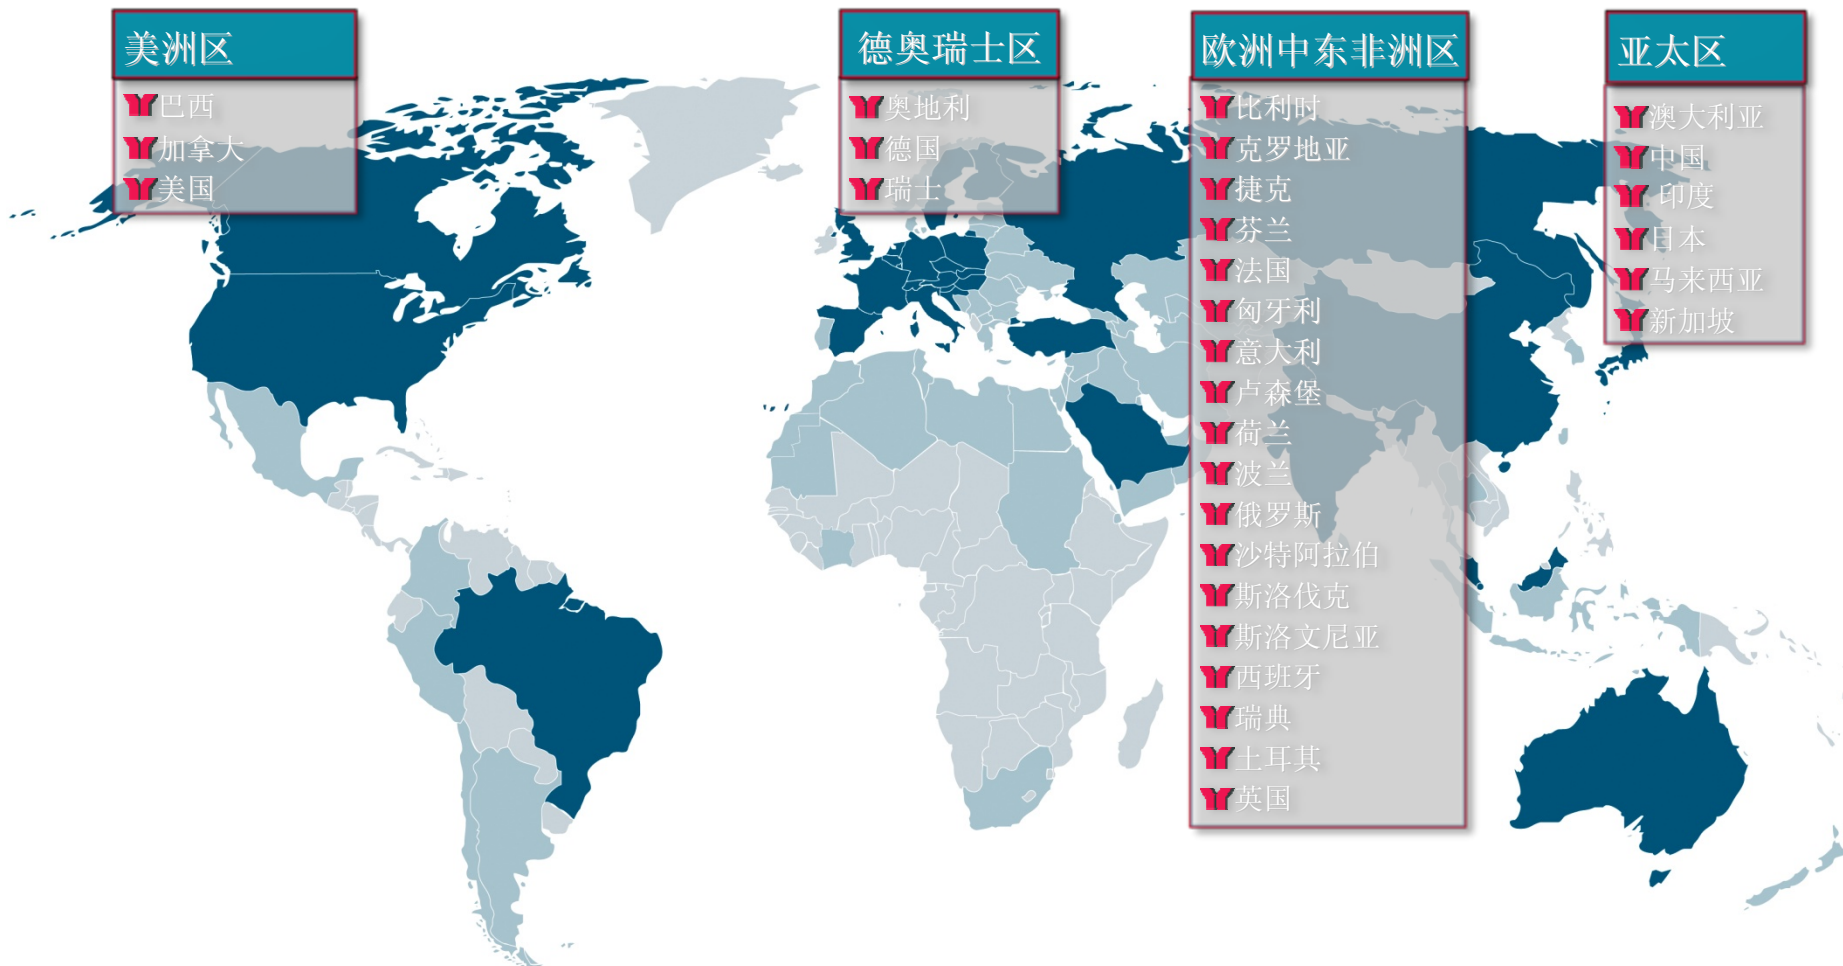 美洲区
巴西
加拿大
美国
德奥瑞士区
奥地利
德国
瑞士
欧洲中东非洲区
比利时
克罗地亚
捷克
芬兰
法国
匈牙利
意大利
卢森堡
荷兰
波兰
俄罗斯
沙特阿拉伯
斯洛伐克
斯洛文尼亚
西班牙
瑞典
土耳其
英国
亚太区
澳大利亚
中国
印度
日本
马来西亚
新加坡